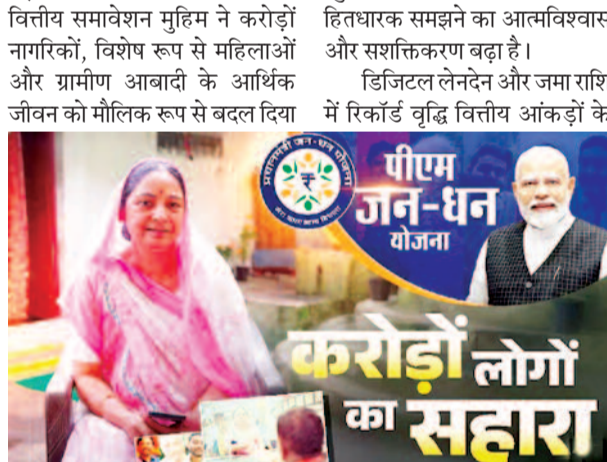 वित्तीय समावेशन मुहिम ने करोड़ों
नागरिकों, विशेष रूप से महिलाओं
और ग्रामीण आबादी के आर्थिक
जीवन को मौलिक रूप से बदल दिया
हितधारक समझने का आत्मविश्वास
और सशक्तिकरण बढ़ा है।
डिजिटल लेनदेन और जमा राशि
में रिकॉर्ड वृद्धि वित्तीय आंकड़ों के
प्रधानमंत्री जन-धन योजना
पीएम
जन-धन
योजना
करोड़ों लोगों
का सहारा